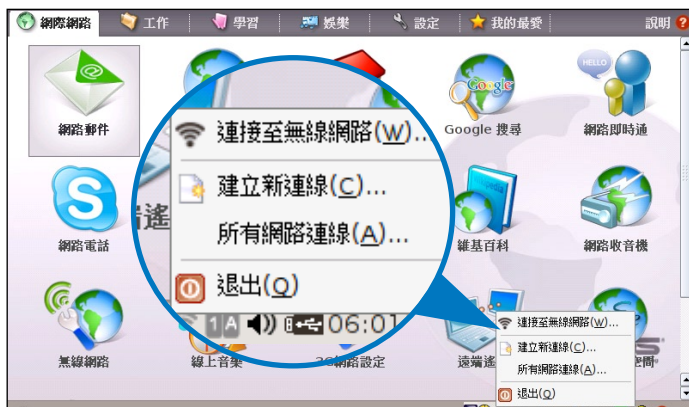 網際網路 工作 學習 娛樂 設定 我的最愛 說明 ?
HELLO
Google
網路郵件 Google 搜尋 網路即時通
Wikipedia
網路電話 遙 維基百科 網路收音機
無線網路 線上音樂 3G網路設定 遠端遙
連接至無線網路(W)...
建立新連線(C)...
所有網路連線(A)...
退出(Q)
1 A 06:01
連接至無線網路(W)...
建立新連線(C)...
所有網路連線(A)...
退出(Q)